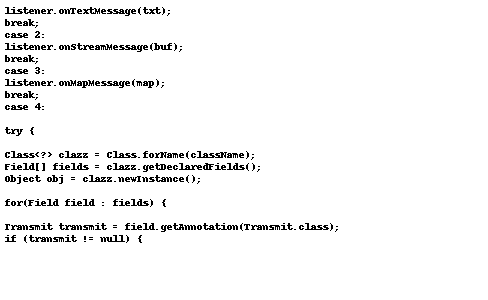 listener.onTextMessage(txt);
break;
case 2:
listener.onStreamMessage(buf);
break;
case 3:
listener.onMapMessage(map);
break;
case 4:
try {
Class<?> clazz = Class.forName(className);
Field[] fields = clazz.getDeclaredFields();
Object obj = clazz.newInstance();
for(Field field : fields) {
Transmit transmit = field.getAnnotation(Transmit.class);
if (transmit != null) {